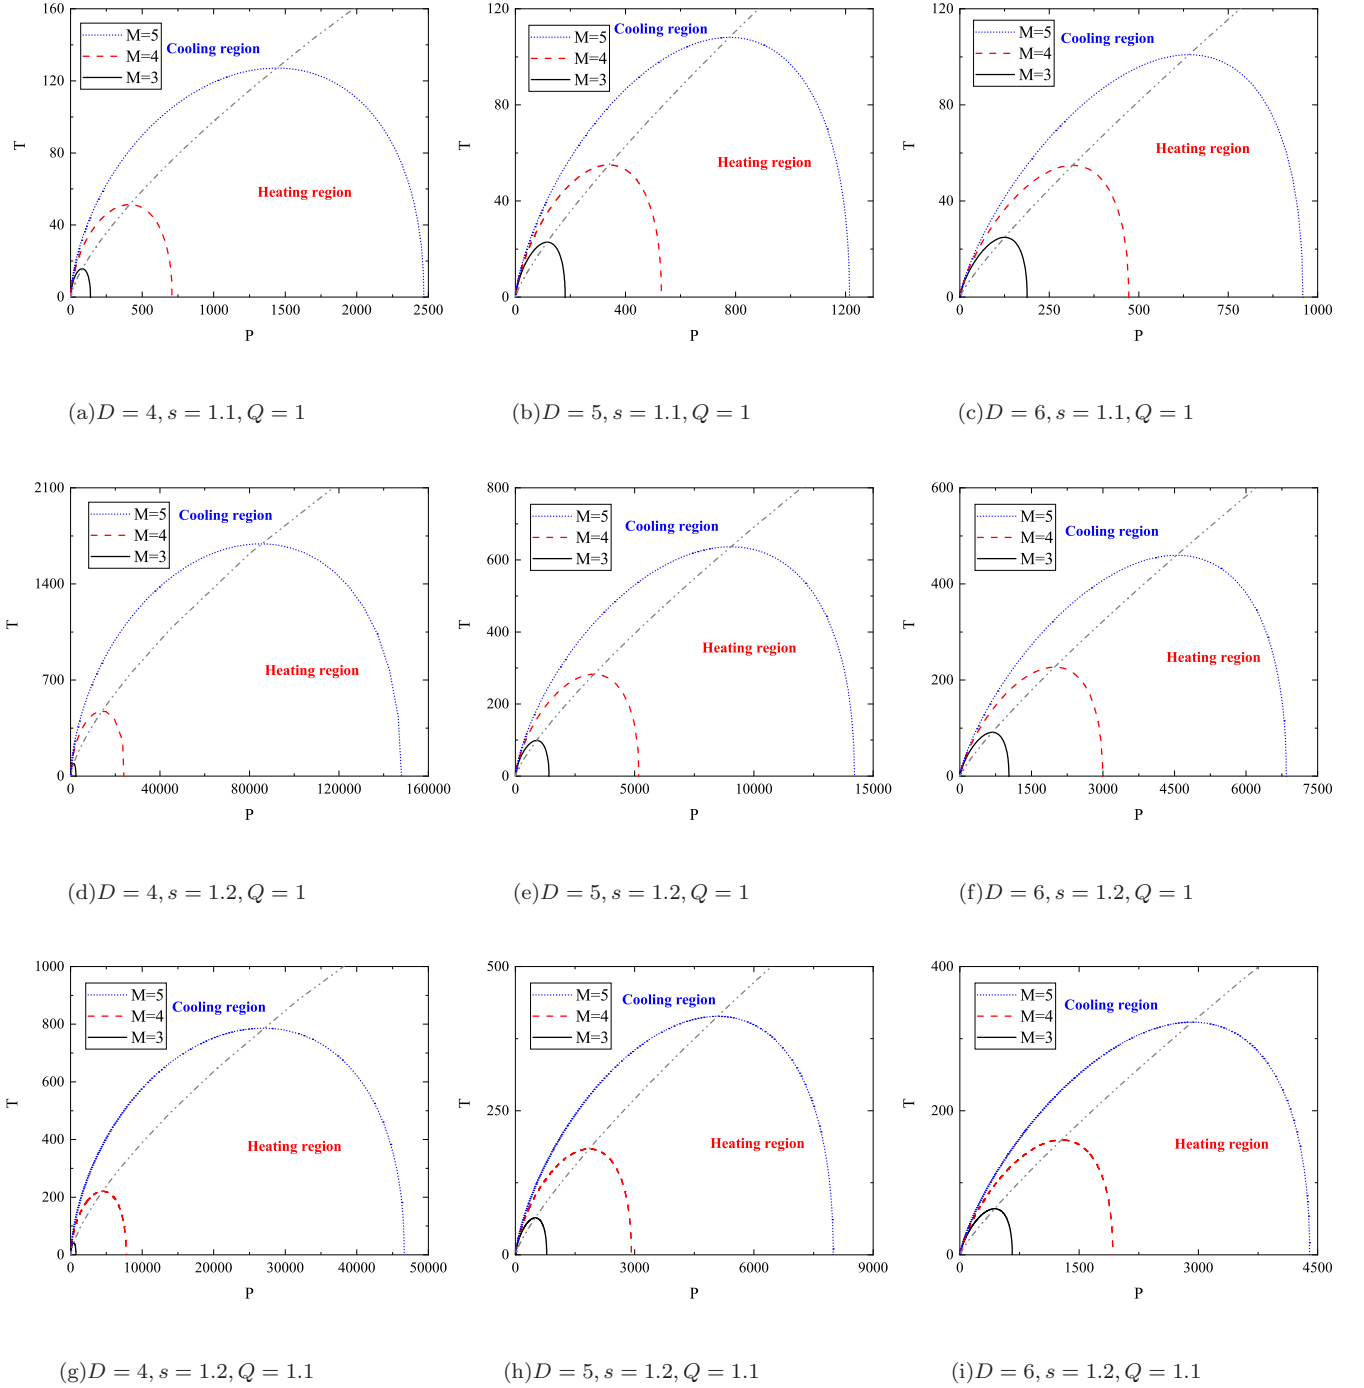 160
120
80
40
0
T
M=5
M=4
M=3
Cooling region
Heating region
0 500 1000 1500 2000 2500
P
(a)D = 4, s = 1.1, Q = 1
120
80
40
0
T
M=5
M=4
M=3
Cooling region
Heating region
0 400 800 1200
P
(b)D = 5, s = 1.1, Q = 1
120
80
40
0
T
M=5
M=4
M=3
Cooling region
Heating region
0 250 500 750 1000
P
(c)D = 6, s = 1.1, Q = 1
2100
1400
700
0
T
M=5
M=4
M=3
Cooling region
Heating region
0 40000 80000 120000 160000
P
(d)D = 4, s = 1.2, Q = 1
800
600
400
200
0
T
M=5
M=4
M=3
Cooling region
Heating region
0 5000 10000 15000
P
(e)D = 5, s = 1.2, Q = 1
600
400
200
0
T
M=5
M=4
M=3
Cooling region
Heating region
0 1500 3000 4500 6000 7500
P
(f)D = 6, s = 1.2, Q = 1
1000
800
600
400
200
0
T
M=5
M=4
M=3
Cooling region
Heating region
0 10000 20000 30000 40000 50000
P
(g)D = 4, s = 1.2, Q = 1.1
500
250
0
T
M=5
M=4
M=3
Cooling region
Heating region
0 3000 6000 9000
P
(h)D = 5, s = 1.2, Q = 1.1
400
200
0
T
M=5
M=4
M=3
Cooling region
Heating region
0 1500 3000 4500
P
(i)D = 6, s = 1.2, Q = 1.1